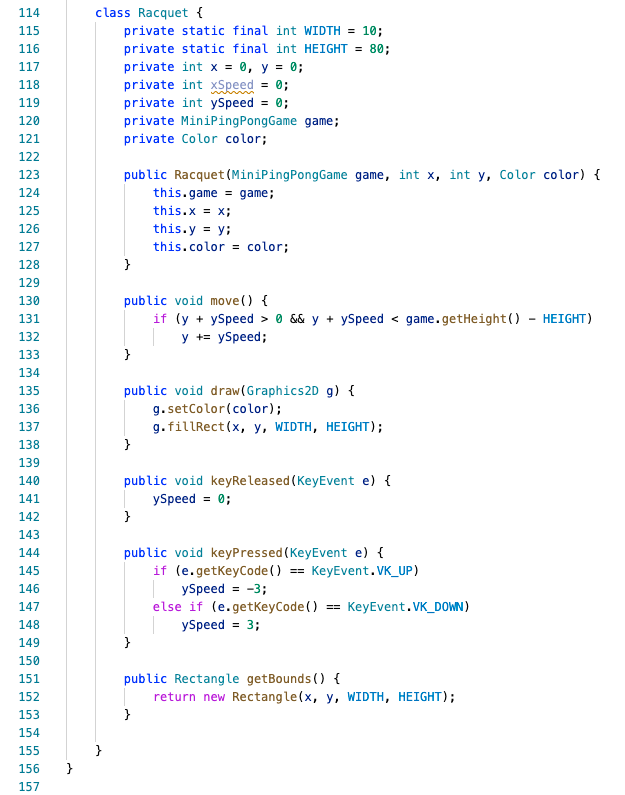 114 class Racquet {
115 private static final int WIDTH = 10;
116 private static final int HEIGHT = 80;
117 private int x = 0, y = 0;
118 private int xSpeed = 0;
119 private int ySpeed = 0;
120 private MiniPingPongGame game;
121 private Color color;
122
123 public Racquet(MiniPingPongGame game, int x, int y, Color color) {
124 this.game = game;
125 this.x = x;
126 this.y = y;
127 this.color = color;
128 }
129
130 public void move() {
131 if (y + ySpeed > 0 && y + ySpeed < game.getHeight() - HEIGHT)
132 y += ySpeed;
133 }
134
135 public void draw(Graphics2D g) {
136 g.setColor(color);
137 g.fillRect(x, y, WIDTH, HEIGHT);
138 }
139
140 public void keyReleased(KeyEvent e) {
141 ySpeed = 0;
142 }
143
144 public void keyPressed(KeyEvent e) {
145 if (e.getKeyCode() == KeyEvent.VK_UP)
146 ySpeed = -3;
147 else if (e.getKeyCode() == KeyEvent.VK_DOWN)
148 ySpeed = 3;
149 }
150
151 public Rectangle getBounds() {
152 return new Rectangle(x, y, WIDTH, HEIGHT);
153 }
154
155 }
156 }
157